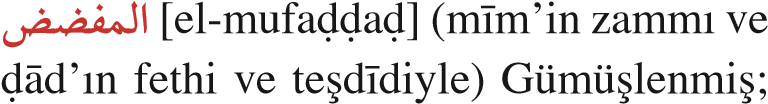 المفضض [el-mufaḍḍaḍ] (mīm’in zammı ve
ḍād’ın fethi ve teşdīdiyle) Gümüşlenmiş;